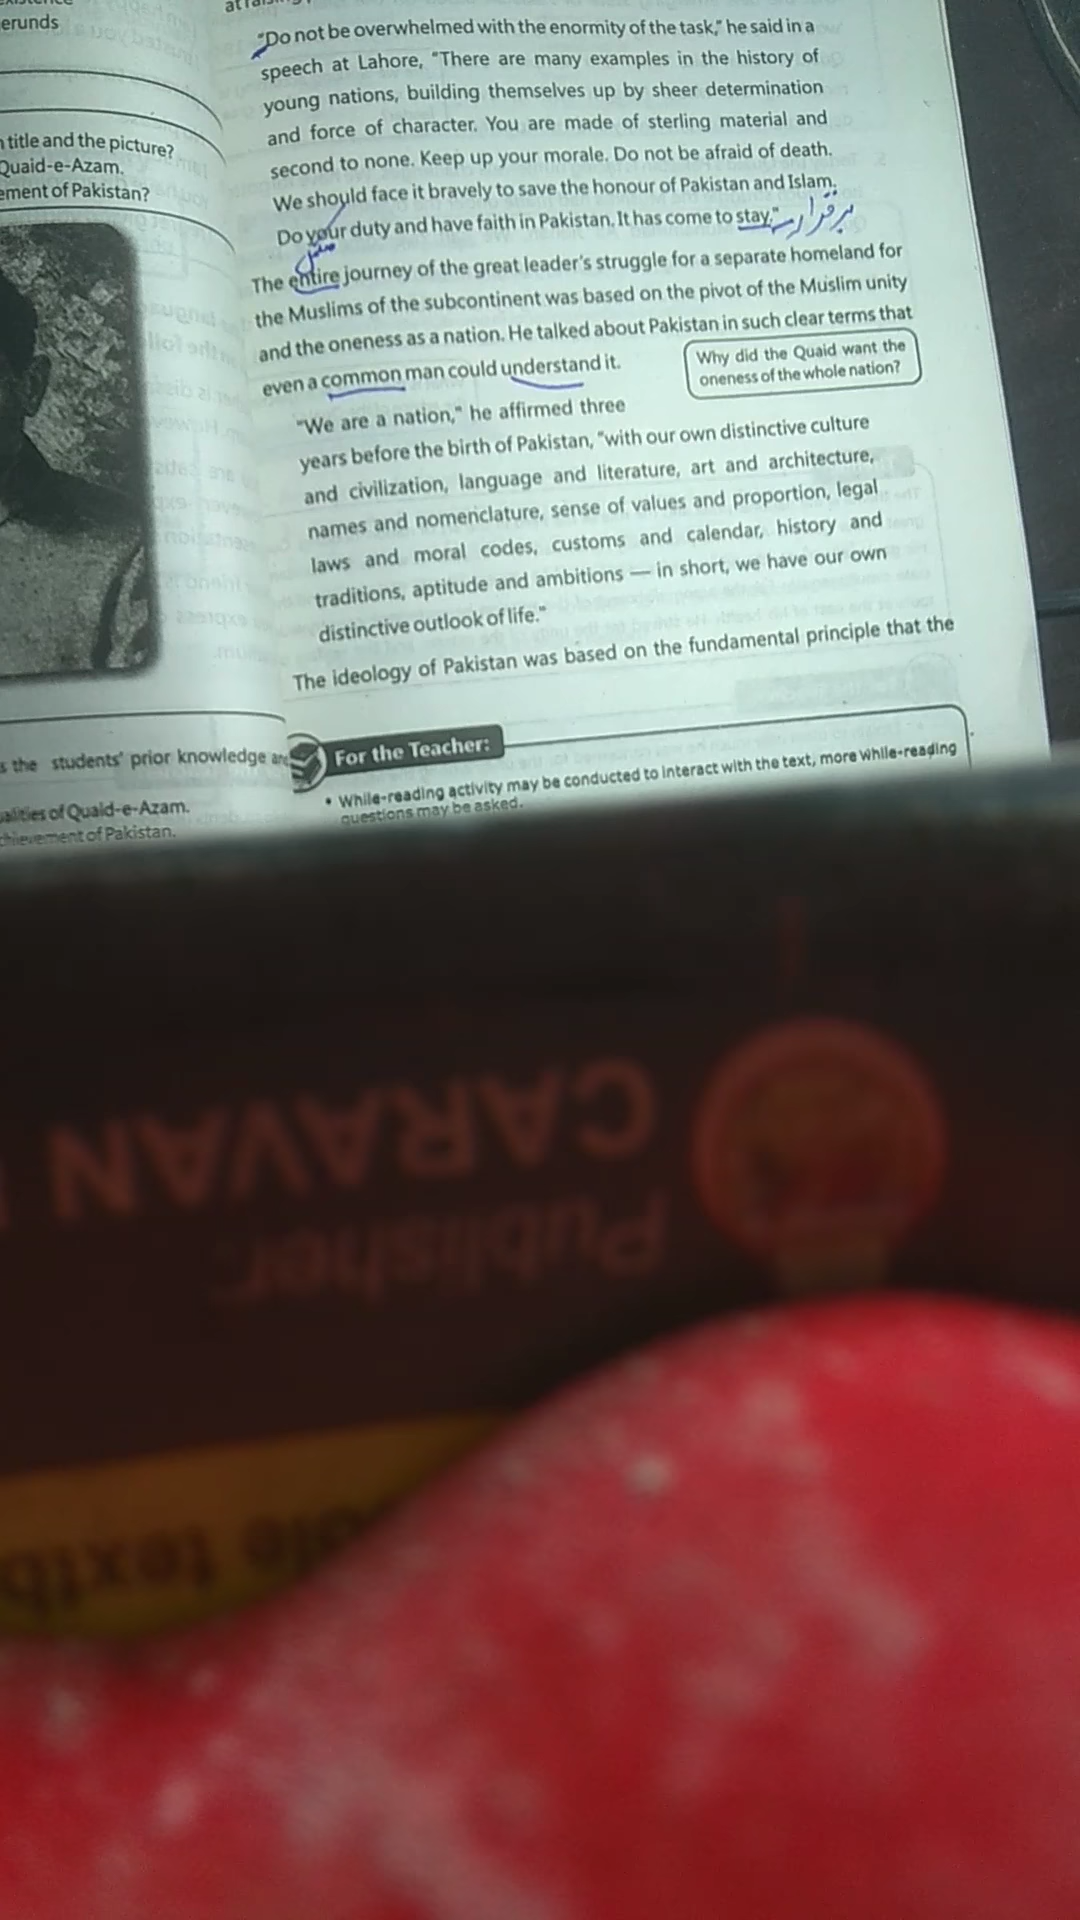 erunds
title and the picture?
Quaid-e-Azam.
ement of Pakistan?
s the students' prior knowledge
alities of Quaid-e-Azam.
chievement of Pakistan.
"Do not be overwhelmed with the enormity of the task," he said in a
speech at Lahore, "There are many examples in the history of
young nations, building themselves up by sheer determination
and force of character. You are made of sterling material and
second to none. Keep up your morale. Do not be afraid of death.
We should face it bravely to save the honour of Pakistan and Islam.
Do your duty and have faith in Pakistan. It has come to stay."
برقرار
The entire journey of the great leader's struggle for a separate homeland for
the Muslims of the subcontinent was based on the pivot of the Muslim unity
and the oneness as a nation. He talked about Pakistan in such clear terms that
even a common man could understand it.
Why did the Quaid want the
oneness of the whole nation?
"We are a nation," he affirmed three
years before the birth of Pakistan, "with our own distinctive culture
and civilization, language and literature, art and architecture,
names and nomenclature, sense of values and proportion, legal
laws and moral codes, customs and calendar, history and
traditions, aptitude and ambitions — in short, we have our own
distinctive outlook of life."
The ideology of Pakistan was based on the fundamental principle that the
For the Teacher:
• While-reading activity may be conducted to interact with the text, more while-reading
questions may be asked.
Publisher:
CARAVAN